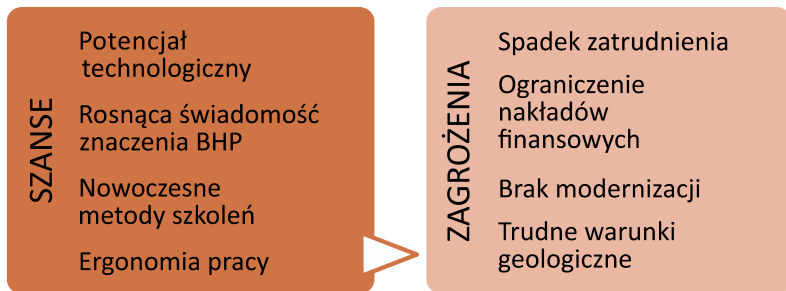 SZANSE
Potencjał
technologiczny
Rosnąca świadomość
znaczenia BHP
Nowoczesne
metody szkoleń
Ergonomia pracy
ZAGROŻENIA
Spadek zatrudnienia
Ograniczenie
nakładów
finansowych
Brak modernizacji
Trudne warunki
geologiczne